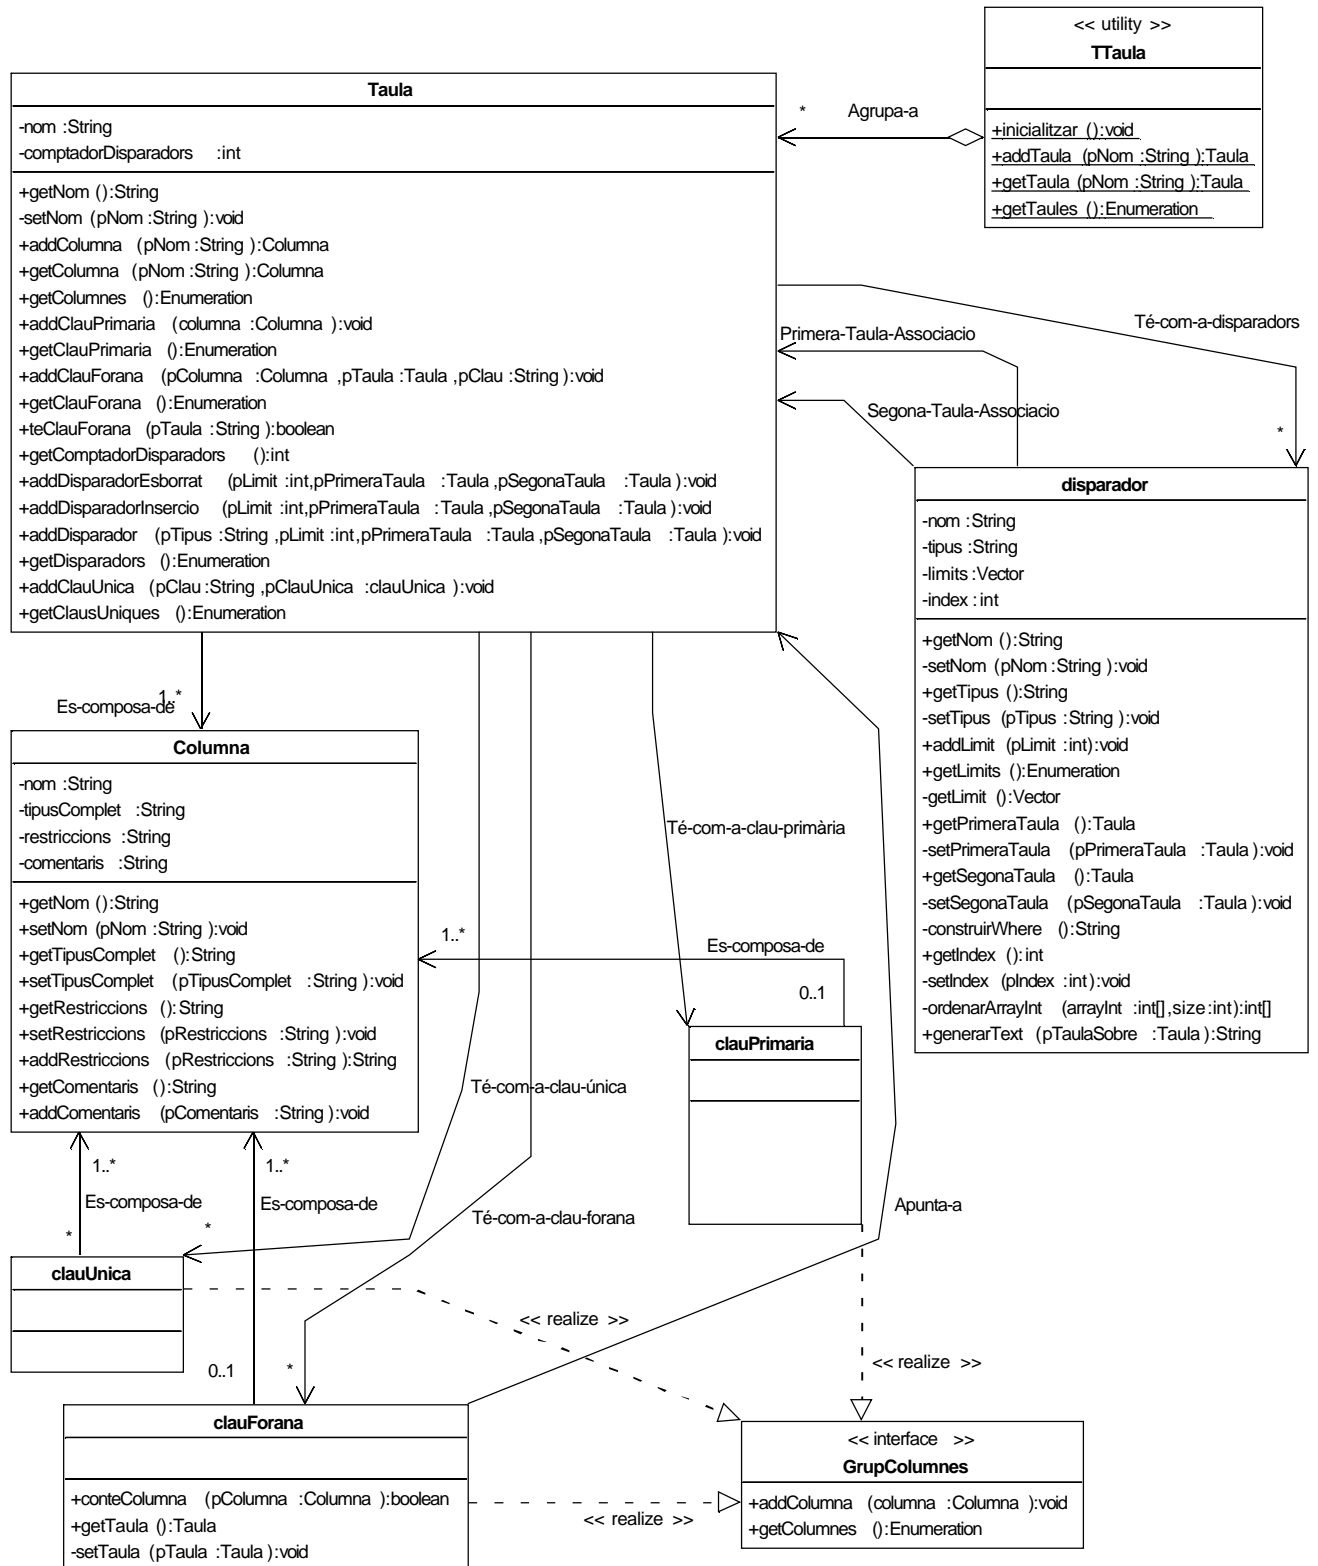 << utility >>
TTaula
+inicialitzar ():void
+addTaula (pNom :String ):Taula
+getTaula (pNom :String ):Taula
+getTaules ():Enumeration
Taula
-nom :String
-comptadorDisparadors :int
+getNom ():String
-setNom (pNom :String ):void
+addColumna (pNom :String ):Columna
+getColumna (pNom :String ):Columna
+getColumnes ():Enumeration
+addClauPrimaria (columna :Columna ):void
+getClauPrimaria ():Enumeration
+addClauForana (pColumna :Columna ,pTaula :Taula ,pClau :String ):void
+getClauForana ():Enumeration
+teClauForana (pTaula :String ):boolean
+getComptadorDisparadors ():int
+addDisparadorEsborrat (pLimit :int,pPrimeraTaula :Taula ,pSegonaTaula :Taula ):void
+addDisparadorInsercio (pLimit :int,pPrimeraTaula :Taula ,pSegonaTaula :Taula ):void
+addDisparador (pTipus :String ,pLimit :int,pPrimeraTaula :Taula ,pSegonaTaula :Taula ):void
+getDisparadors ():Enumeration
+addClauUnica (pClau :String ,pClauUnica :clauUnica ):void
+getClausUniques ():Enumeration
* Agrupa-a
Té-com-a-disparadors
*
Primera-Taula-Associacio
Segona-Taula-Associacio
disparador
-nom :String
-tipus :String
-limits :Vector
-index :int
+getNom ():String
-setNom (pNom :String ):void
+getTipus ():String
-setTipus (pTipus :String ):void
+addLimit (pLimit :int):void
+getLimits ():Enumeration
-getLimit ():Vector
+getPrimeraTaula ():Taula
-setPrimeraTaula (pPrimeraTaula :Taula ):void
+getSegonaTaula ():Taula
-setSegonaTaula (pSegonaTaula :Taula ):void
-construirWhere ():String
+getIndex ():int
-setIndex (pIndex :int):void
-ordenarArrayInt (arrayInt :int[],size:int):int[]
+generarText (pTaulaSobre :Taula ):String
1..*
Es-composa-de
Columna
-nom :String
-tipusComplet :String
-restriccions :String
-comentaris :String
+getNom ():String
+setNom (pNom :String ):void
+getTipusComplet ():String
+setTipusComplet (pTipusComplet :String ):void
+getRestriccions ():String
+setRestriccions (pRestriccions :String ):void
+addRestriccions (pRestriccions :String ):String
+getComentaris ():String
+addComentaris (pComentaris :String ):void
Té-com-a-clau-primària
1..*
Es-composa-de
0..1
clauPrimaria
Té-com-a-clau-única
Té-com-a-clau-forana
Apunta-a
1..*
Es-composa-de
*
1..*
Es-composa-de
*
clauUnica
0..1
*
<< realize >>
<< realize >>
clauForana
+conteColumna (pColumna :Columna ):boolean
+getTaula ():Taula
-setTaula (pTaula :Taula ):void
<< realize >>
<< interface >>
GrupColumnes
+addColumna (columna :Columna ):void
+getColumnes ():Enumeration